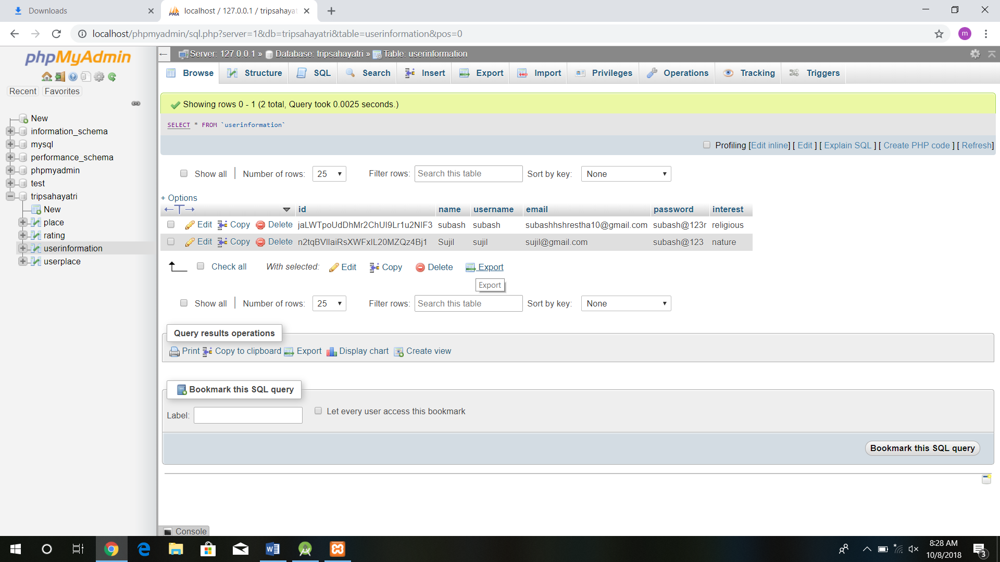 Downloads
localhost / 127.0.0.1 / tripsahayat
localhost/phpmyadmin/sql.php?server=1&db=tripsahayatri&table=userinformation&pos=0
m
phpMyAdmin
Recent Favorites
New
information_schema
mysql
performance_schema
phpmyadmin
test
tripsahayatri
New
place
rating
userinformation
userplace
Server: 127.0.0.1 » Database: tripsahayatri » Table: userinformation
Browse Structure SQL Search Insert Export Import Privileges Operations Tracking Triggers
Showing rows 0 - 1 (2 total, Query took 0.0025 seconds.)
SELECT * FROM `userinformation`
Profiling [Edit inline] [ Edit ] [ Explain SQL ] [ Create PHP code ] [ Refresh]
Show all Number of rows: 25 Filter rows: Search this table Sort by key: None
+ Options
id name username email password interest
Edit Copy Delete jaLWTpoUdDhMr2ChUI9Lr1u2NIF3 subash subash subashhshrestha10@gmail.com subash@123r religious
Edit Copy Delete n2tqBVllaiRsXWFxIL20MZQz4Bj1 Sujil sujil sujil@gmail.com subash@123 nature
Check all With selected: Edit Copy Delete Export
Export
Show all Number of rows: 25 Filter rows: Search this table Sort by key: None
Query results operations
Print Copy to clipboard Export Display chart Create view
Bookmark this SQL query
Label: Let every user access this bookmark
Bookmark this SQL query
Console
8:28 AM
10/8/2018
3